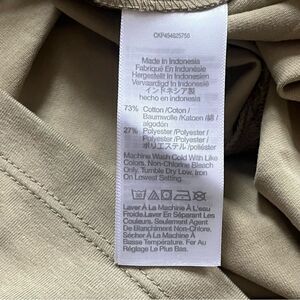 CKP454025750
Made In Indonesia
Fabriqué En Indonésie
Hergestellt in Indonesien
Vervaardigd In Indonesië
インドネシア製
hecho en indonesia
73% Cotton /Coton /
Baumwolle /Katoen /綿 /
algodón
27% Polyester /Polyester /
Polyester /Polyester /
ポリエステル /poliéster
Machine Wash Cold With Like
Colors, Non-Chlorine Bleach
Only, Tumble Dry Low, Iron
On Lowest Setting
Laver À La Machine À L'eau
Froide, Laver En Séparant Les
Couleurs, Seulement Agent
De Blanchiment Non-Chlore,
Sécher À La Machine À
Basse Température, Fer Au
Réglage Le Plus Bas.